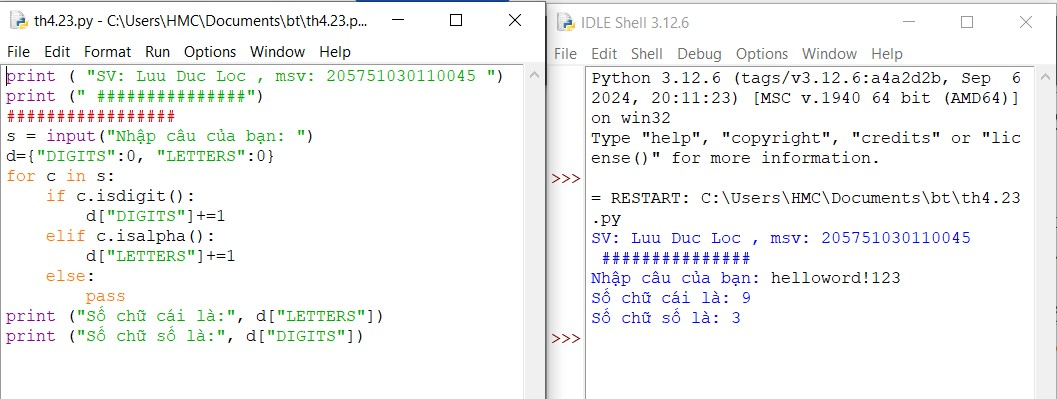 th4.23.py - C:\Users\HMC\Documents\bt\th4.23.p...
File Edit Format Run Options Window Help
print ( "SV: Luu Duc Loc , msv: 205751030110045 ")
print (" ###############")
#################
s = input("Nhập câu của bạn: ")
d={"DIGITS":0, "LETTERS":0}
for c in s:
    if c.isdigit():
        d["DIGITS"]+=1
    elif c.isalpha():
        d["LETTERS"]+=1
    else:
        pass
print ("Số chữ cái là:", d["LETTERS"])
print ("Số chữ số là:", d["DIGITS"])
IDLE Shell 3.12.6
File Edit Shell Debug Options Window Help
Python 3.12.6 (tags/v3.12.6:a4a2d2b, Sep  6
2024, 20:11:23) [MSC v.1940 64 bit (AMD64)]
on win32
Type "help", "copyright", "credits" or "lic
ense()" for more information.
>>>
= RESTART: C:\Users\HMC\Documents\bt\th4.23
.py
SV: Luu Duc Loc , msv: 205751030110045
 ###############
Nhập câu của bạn: helloword!123
Số chữ cái là: 9
Số chữ số là: 3
>>>